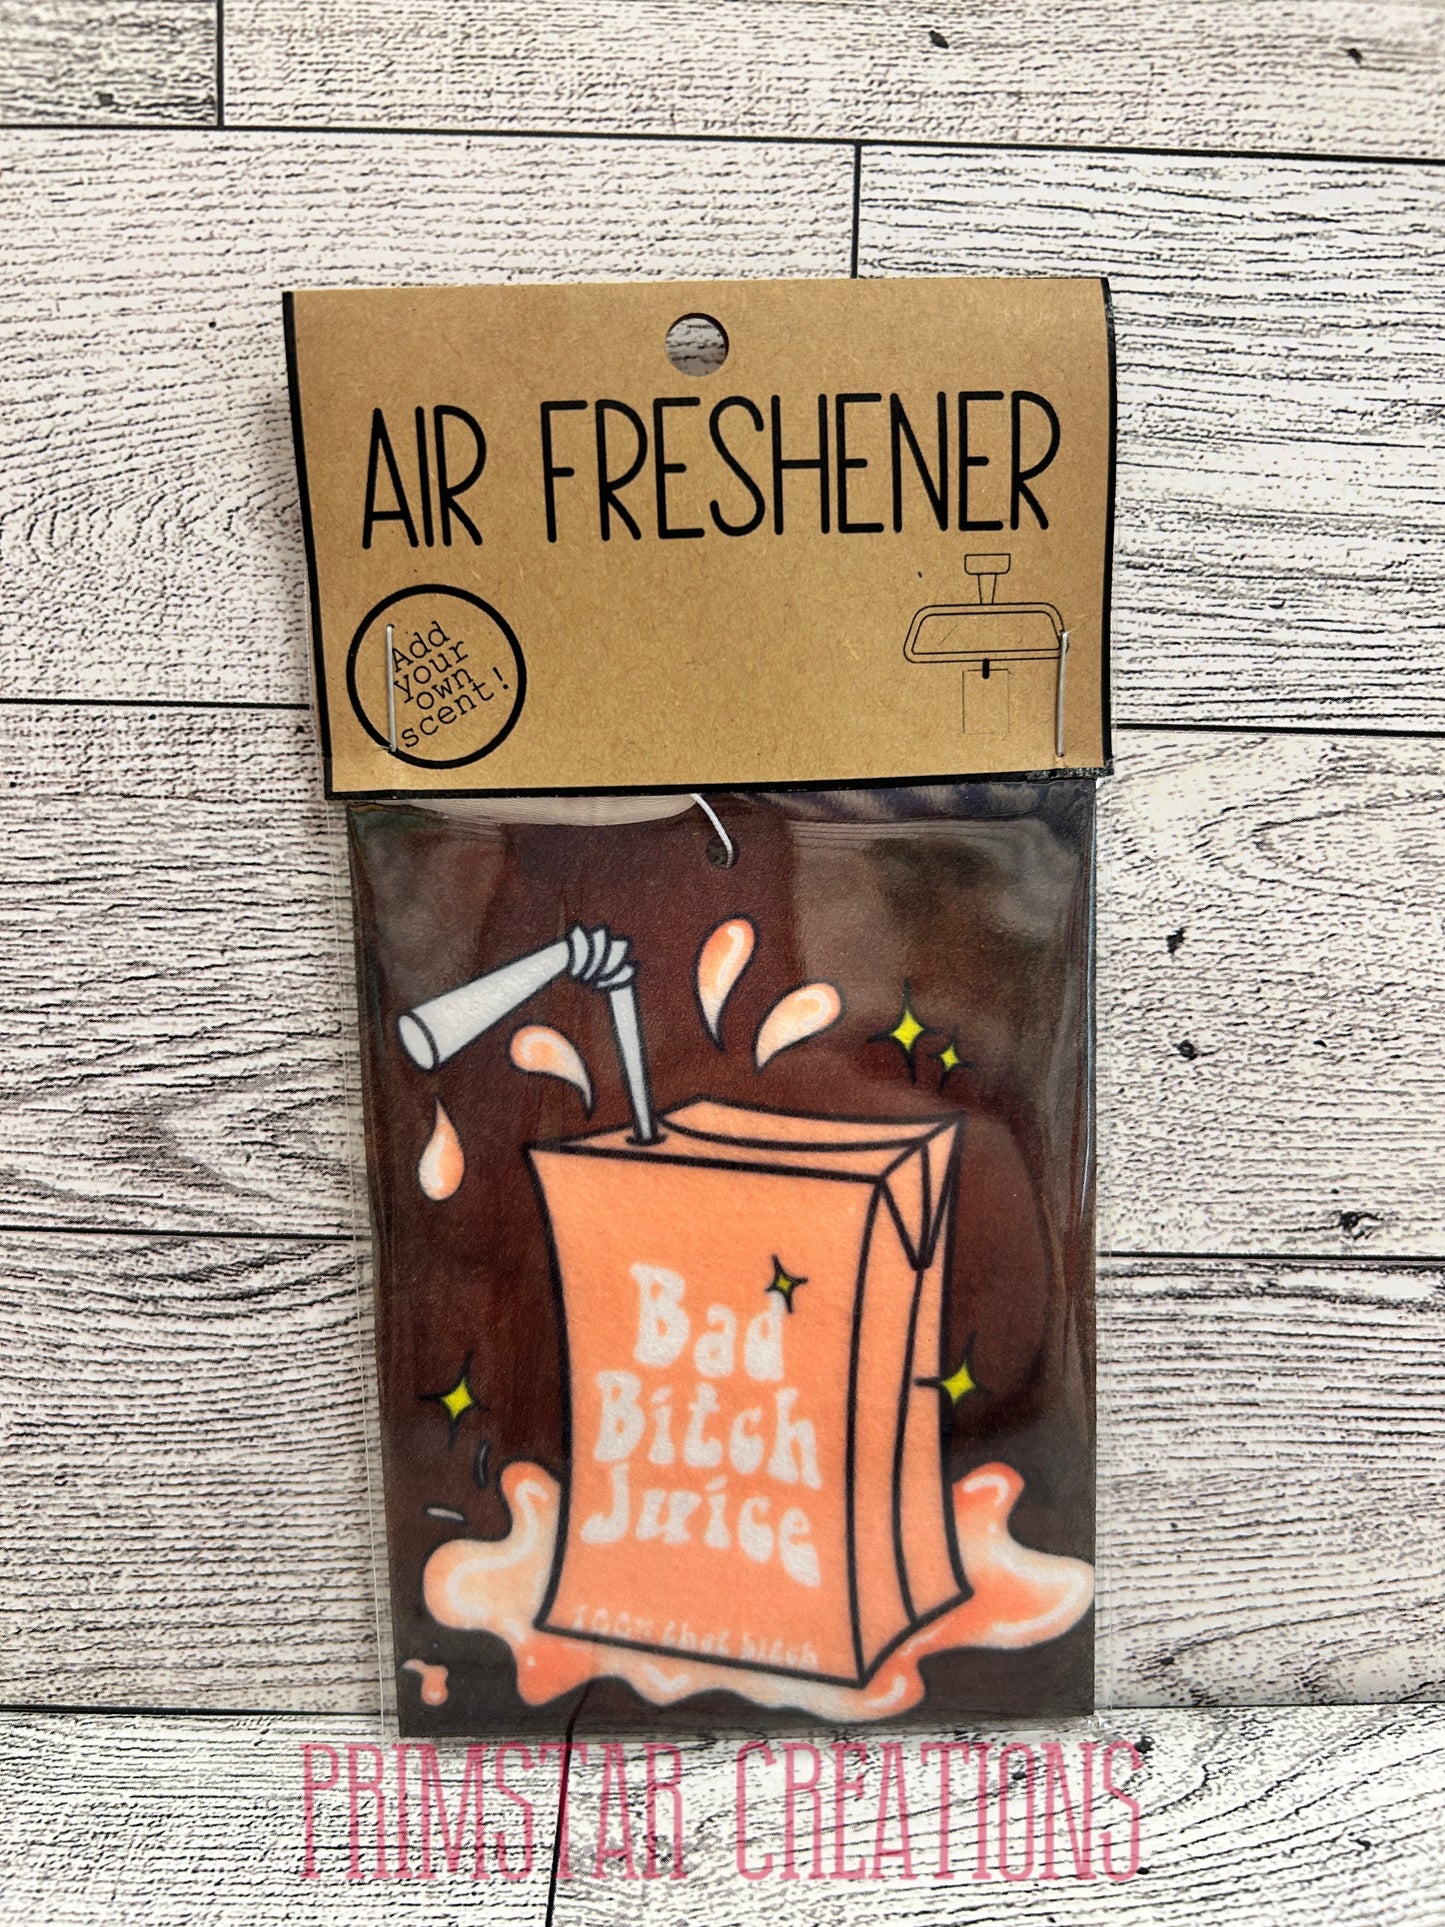 AIR FRESHENER
Add
your
own
scent!
Bad
Bitch
Juice
100% that bitch
PRIMSTAR CREATIONS